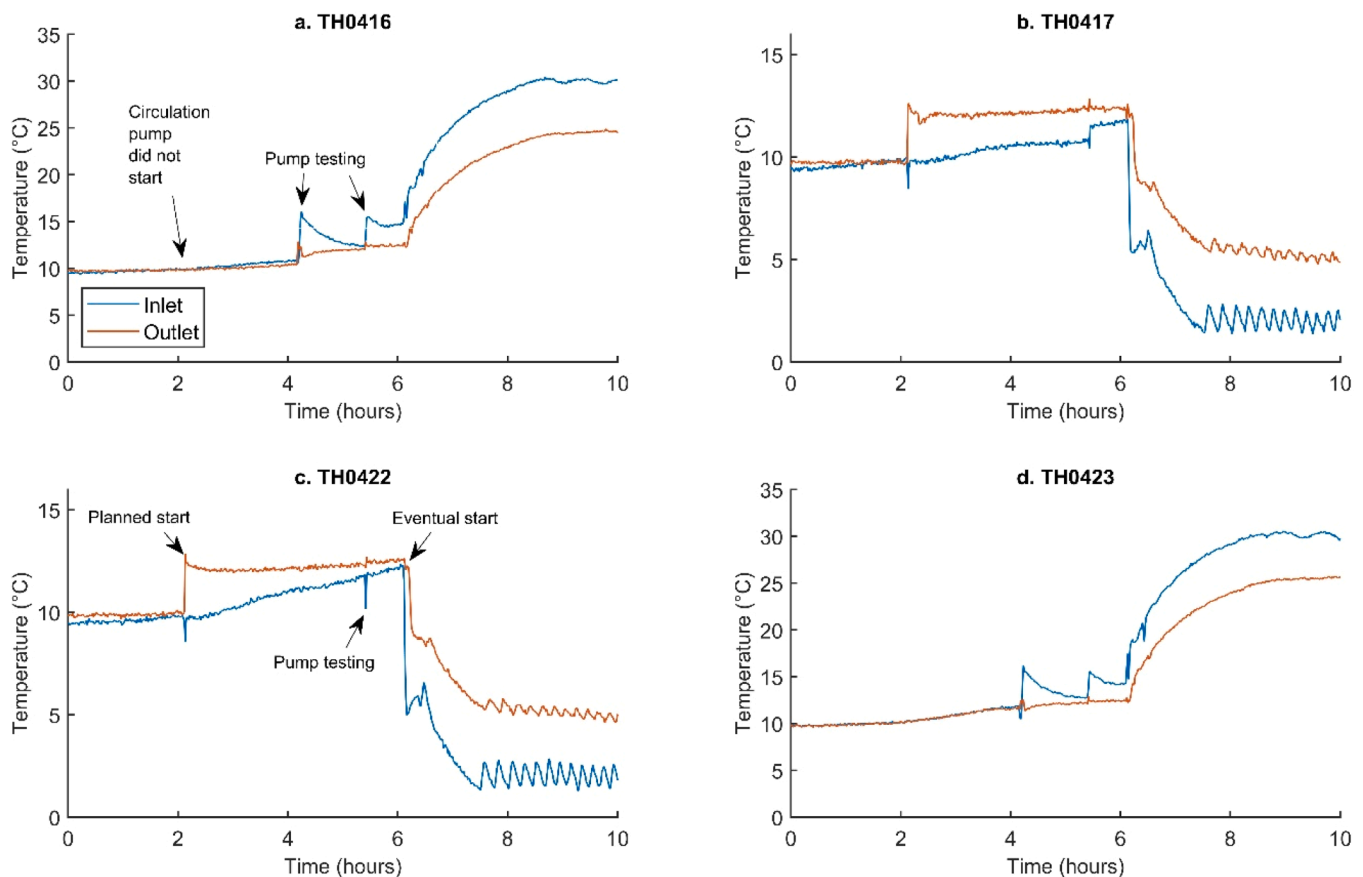 a. TH0416
35
30
25
20
15
10
5
0
Temperature (°C)
Circulation
pump
did not
start
Pump testing
Inlet
Outlet
0 2 4 6 8 10
Time (hours)
b. TH0417
15
10
5
0
Temperature (°C)
0 2 4 6 8 10
Time (hours)
c. TH0422
15
10
5
0
Temperature (°C)
Planned start
Eventual start
Pump testing
0 2 4 6 8 10
Time (hours)
d. TH0423
35
30
25
20
15
10
5
0
Temperature (°C)
0 2 4 6 8 10
Time (hours)